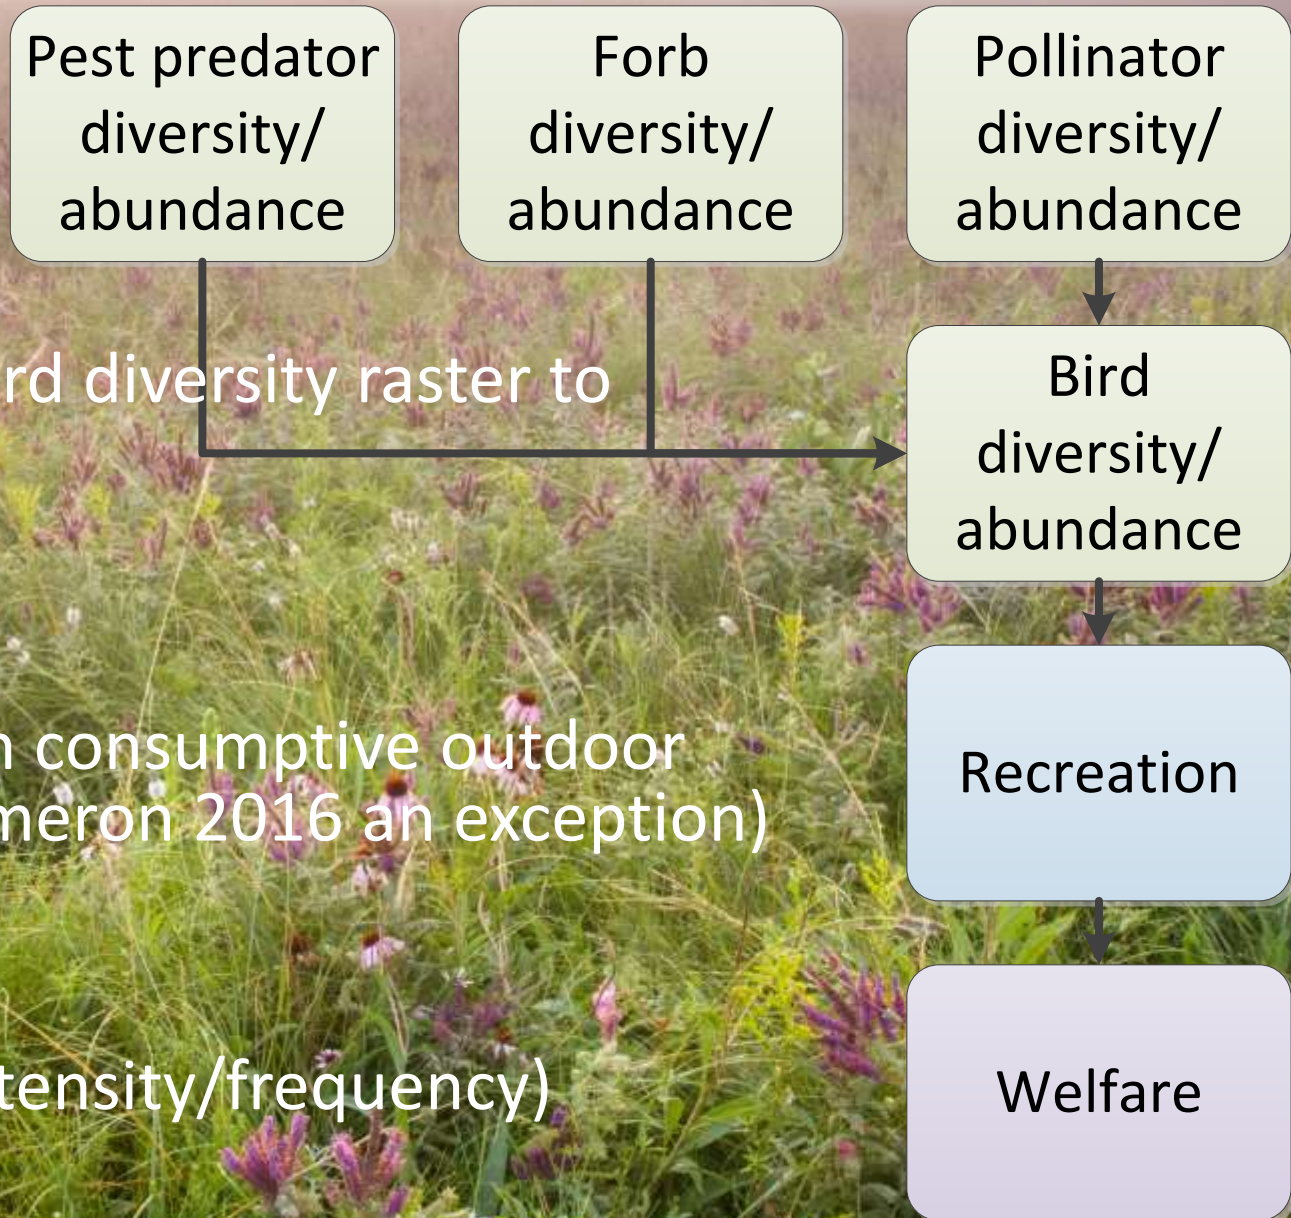 Pest predator
diversity/
abundance
Forb
diversity/
abundance
Pollinator
diversity/
abundance
rd diversity raster to
Bird
diversity/
abundance
consumptive outdoor
meron 2016 an exception)
Recreation
tensity/frequency)
Welfare